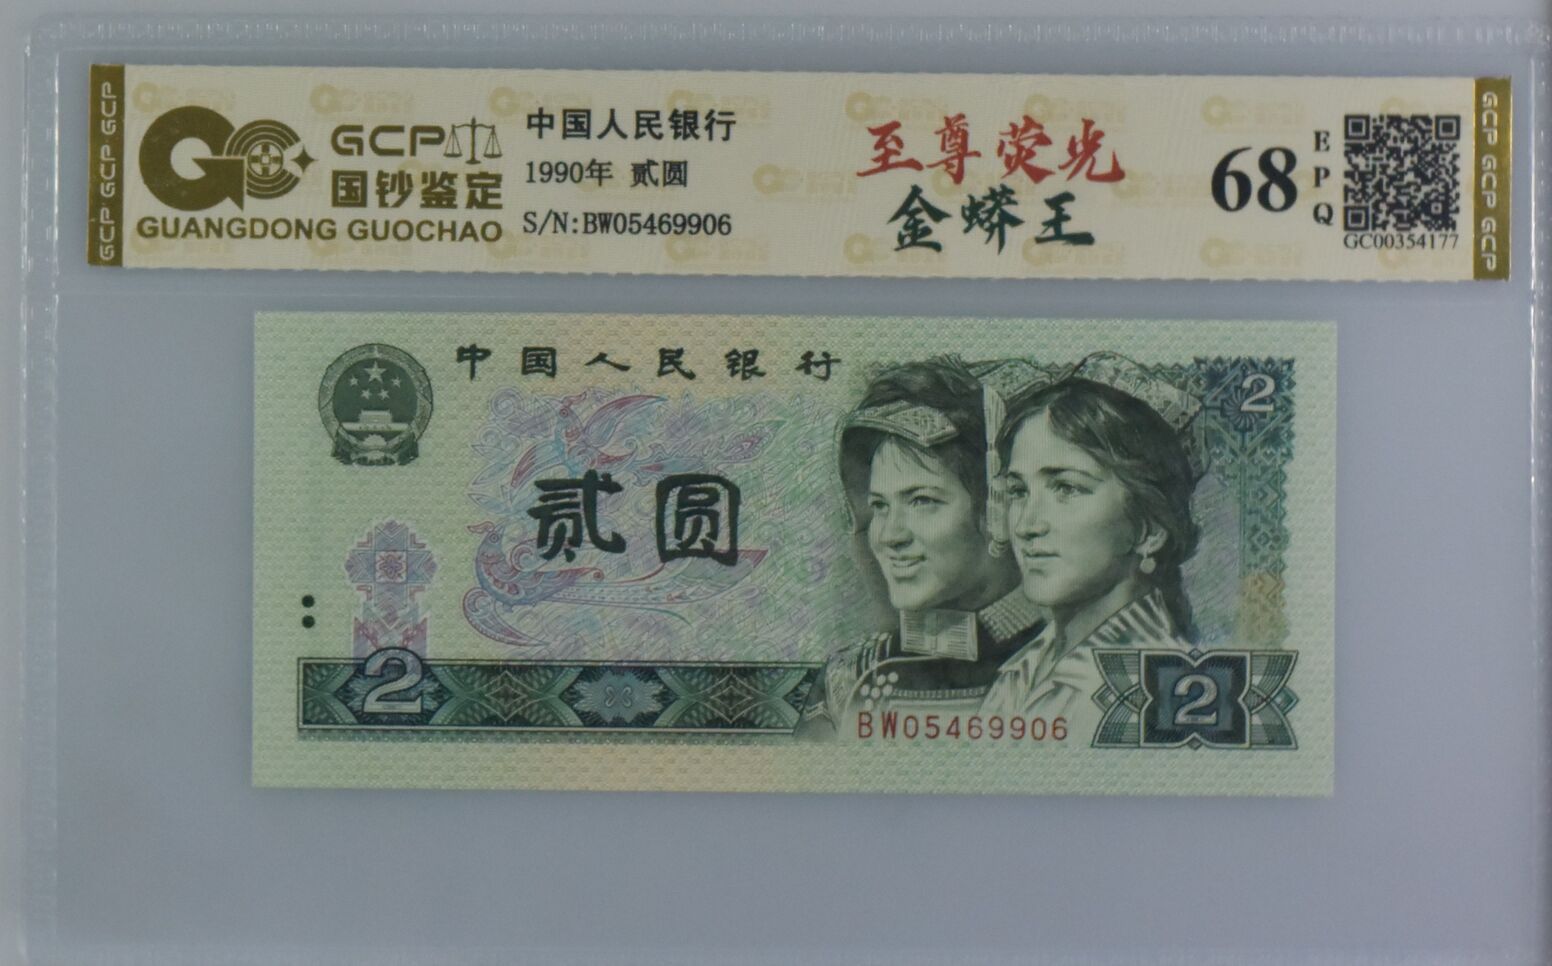 GCP GCP GCP
GCP
国钞鉴定
GUANGDONG GUOCHAO
中国人民银行
1990年 贰圆
S/N:BW05469906
至尊荧光
金蟒王
68
EPQ
GC00354177
GCP GCP GCP
中国人民银行
2
贰圆
2
BW05469906
2